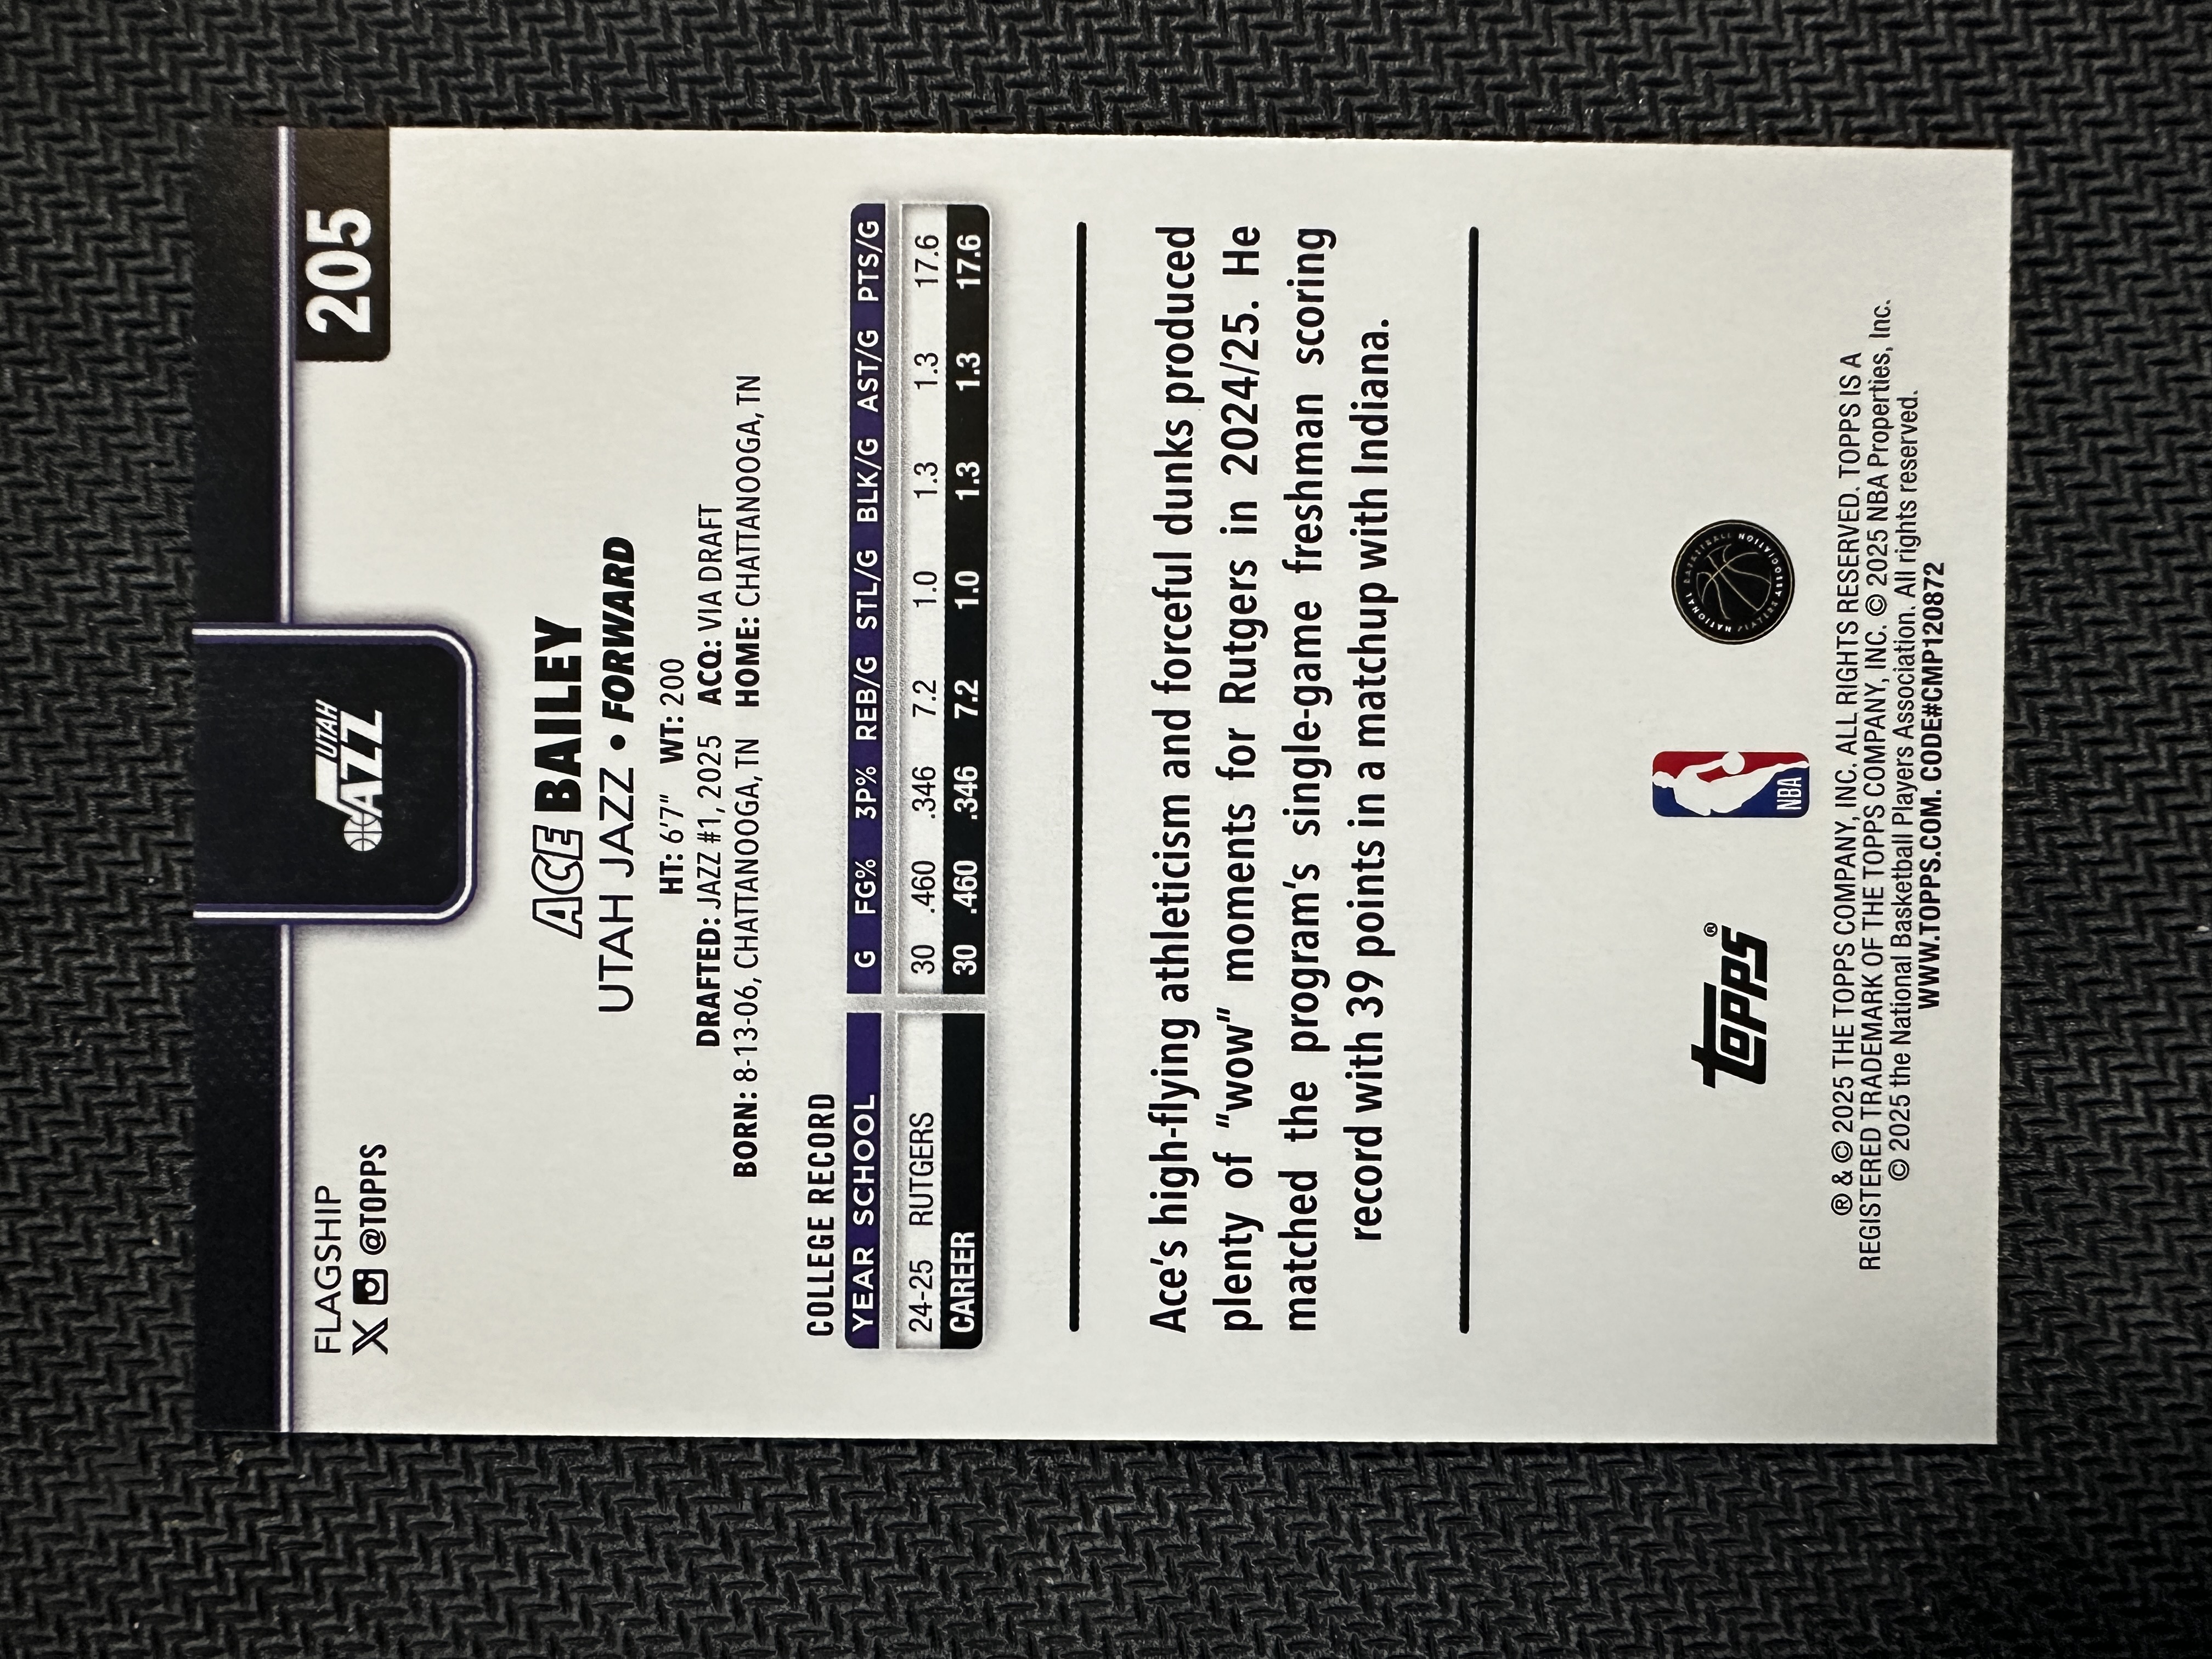 205
UTAH
JAZZ
FLAGSHIP
X @TOPPS
ACE BAILEY
UTAH JAZZ • FORWARD
HT: 6'7" WT: 200
DRAFTED: JAZZ #1, 2025 ACQ: VIA DRAFT
BORN: 8-13-06, CHATTANOOGA, TN HOME: CHATTANOOGA, TN
COLLEGE RECORD
YEAR SCHOOL G FG% 3P% REB/G STL/G BLK/G AST/G PTS/G
24-25 RUTGERS 30 .460 .346 7.2 1.0 1.3 1.3 17.6
CAREER 30 .460 .346 7.2 1.0 1.3 1.3 17.6
Ace's high-flying athleticism and forceful dunks produced
plenty of "wow" moments for Rutgers in 2024/25. He
matched the program's single-game freshman scoring
record with 39 points in a matchup with Indiana.
topps®
NBA
NATIONAL BASKETBALL PLAYERS ASSOCIATION
® & © 2025 THE TOPPS COMPANY, INC. ALL RIGHTS RESERVED. TOPPS IS A
REGISTERED TRADEMARK OF THE TOPPS COMPANY, INC. © 2025 NBA Properties, Inc.
© 2025 the National Basketball Players Association. All rights reserved.
WWW.TOPPS.COM. CODE#CMP120872